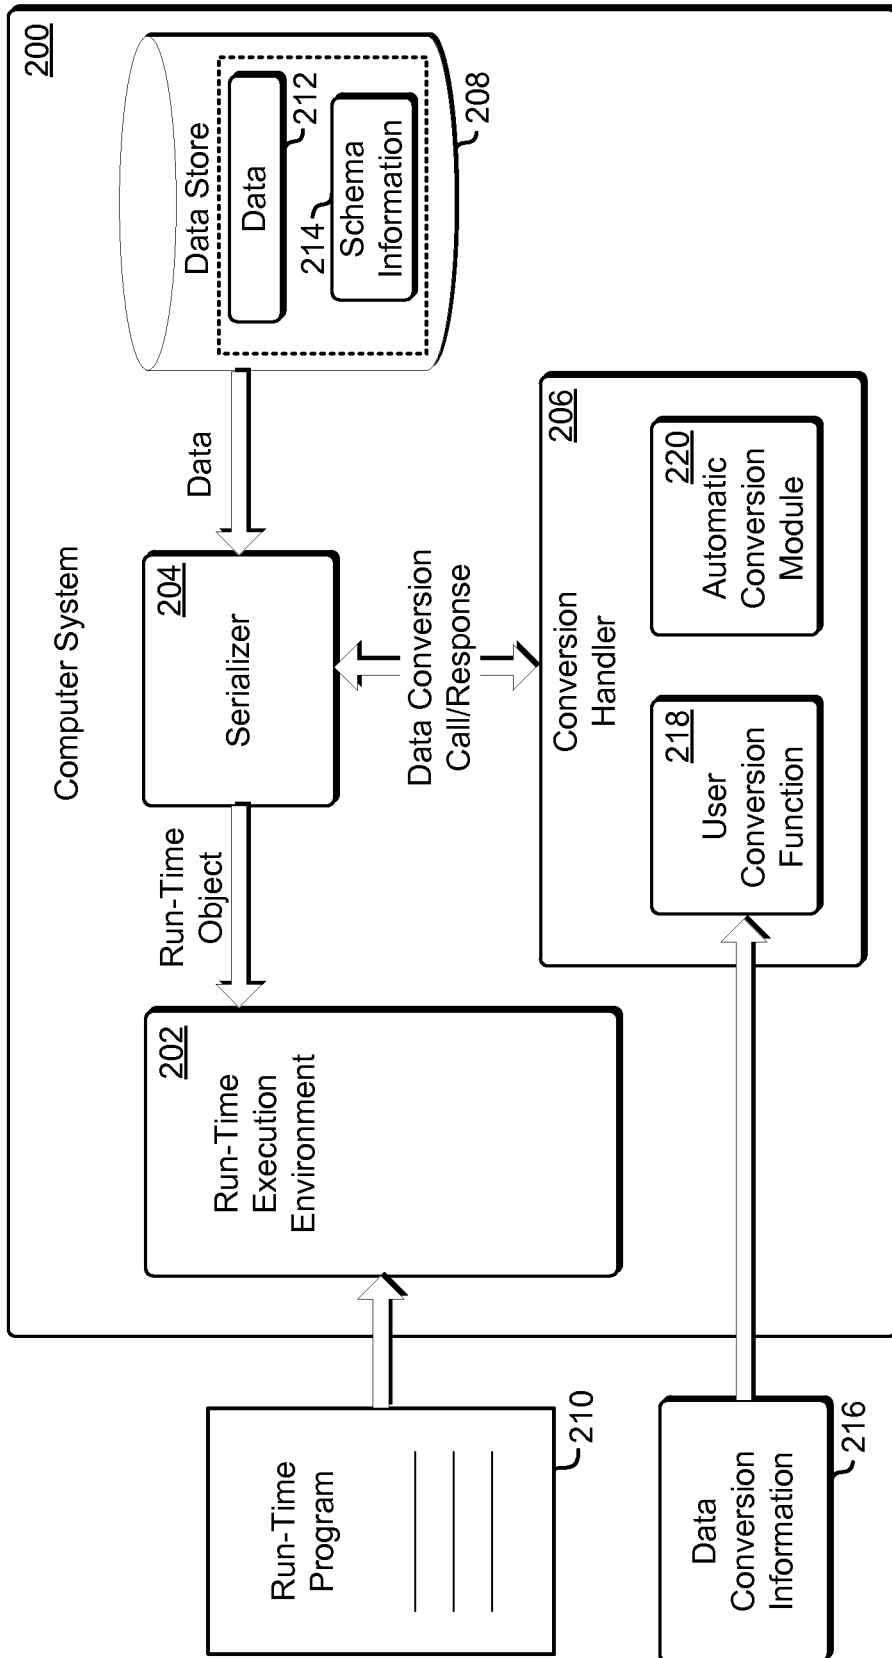 Computer System
200
Run-Time
Program
210
Run-Time
Execution
Environment
202
Run-Time
Object
Serializer
204
Data
Data Store
Data
212
214
Schema
Information
208
Data Conversion
Call/Response
Conversion
Handler
206
User
Conversion
Function
218
Automatic
Conversion
Module
220
Data
Conversion
Information
216